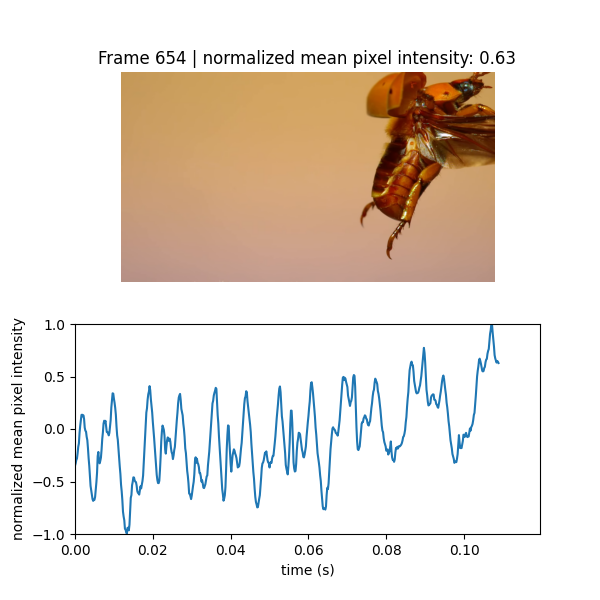 Frame 654 | normalized mean pixel intensity: 0.63
1.0
0.5
0.0
−0.5
−1.0
normalized mean pixel intensity
0.00 0.02 0.04 0.06 0.08 0.10
time (s)